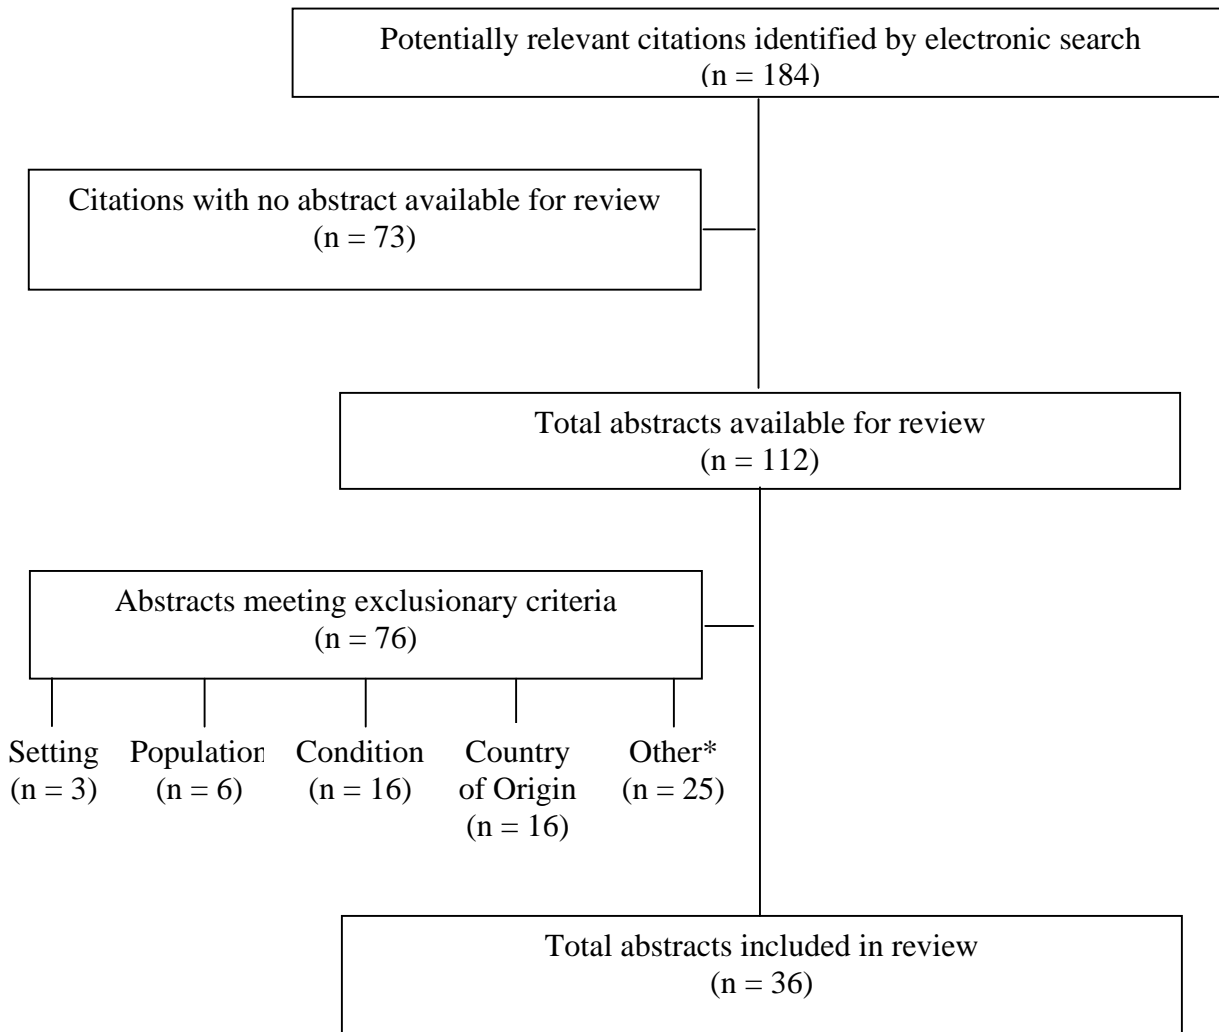 Potentially relevant citations identified by electronic search
(n = 184)
Citations with no abstract available for review
(n = 73)
Total abstracts available for review
(n = 112)
Abstracts meeting exclusionary criteria
(n = 76)
Setting
(n = 3)
Population
(n = 6)
Condition
(n = 16)
Country
of Origin
(n = 16)
Other*
(n = 25)
Total abstracts included in review
(n = 36)